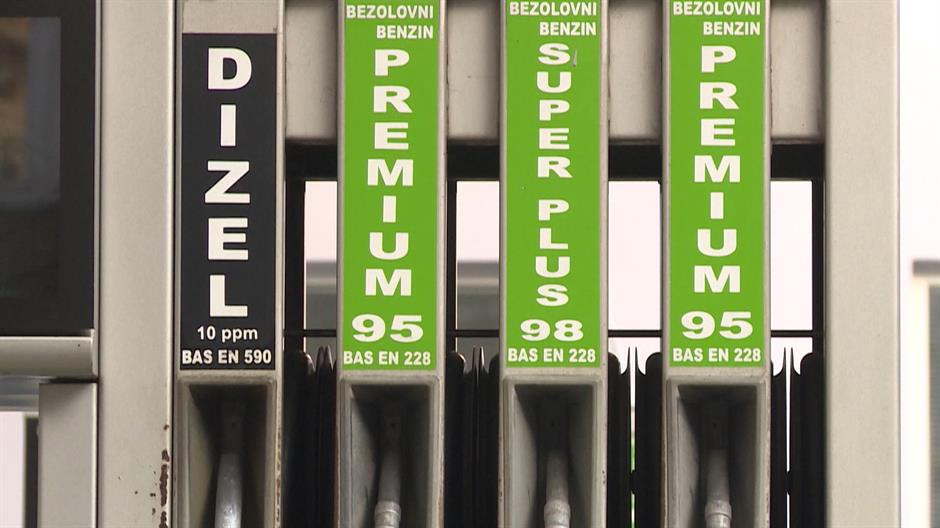 DIZEL
10 ppm
BAS EN 590
BEZOLOVNI
BENZIN
PREMIUM
95
BAS EN 228
BEZOLOVNI
BENZIN
SUPER PLUS
98
BAS EN 228
BEZOLOVNI
BENZIN
PREMIUM
95
BAS EN 228